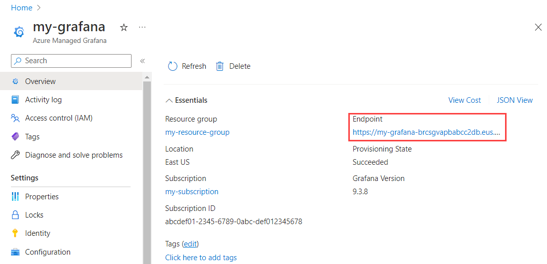 Home >
my-grafana ☆ ...
Azure Managed Grafana
Search
Refresh Delete
Overview
Activity log
Access control (IAM)
Tags
Diagnose and solve problems
Settings
Properties
Locks
Identity
Configuration
Essentials
View Cost JSON View
Resource group
my-resource-group
Endpoint
https://my-grafana-brcsgvapbabcc2db.eus....
Location
East US
Provisioning State
Succeeded
Subscription
my-subscription
Grafana Version
9.3.8
Subscription ID
abcdef01-2345-6789-0abc-def012345678
Tags (edit)
Click here to add tags